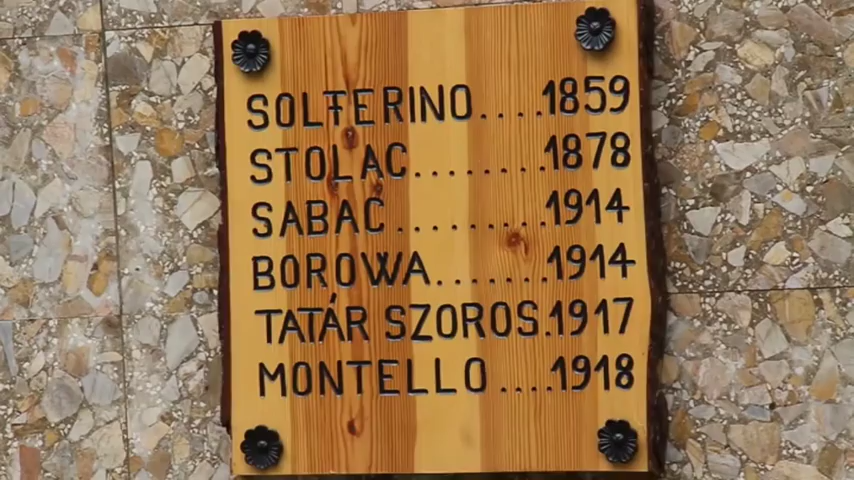 SOLFERINO.....1859
STOLAC..........1878
SABAC...........1914
BOROWA........1914
TATÁR SZOROS.1917
MONTELLO....1918